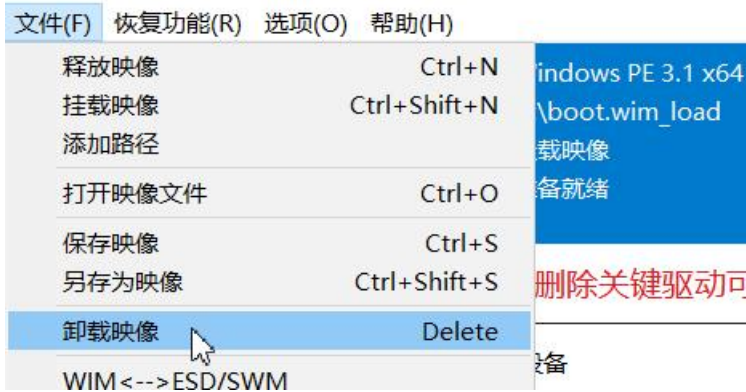 文件(F) 恢复功能(R) 选项(O) 帮助(H)
释放映像 Ctrl+N
挂载映像 Ctrl+Shift+N
添加路径
打开映像文件 Ctrl+O
保存映像 Ctrl+S
另存为映像 Ctrl+Shift+S
卸载映像 Delete
WIM<-->ESD/SWM
indows PE 3.1 x64
\boot.wim_load
载映像
备就绪
删除关键驱动可
设备